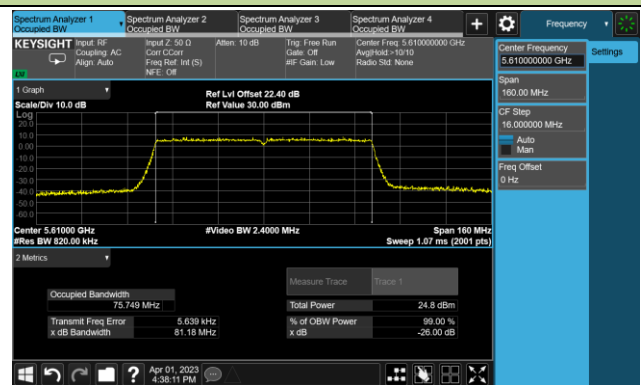 Spectrum Analyzer 1
Occupied BW
Spectrum Analyzer 2
Occupied BW
Spectrum Analyzer 3
Occupied BW
Spectrum Analyzer 4
Occupied BW
Frequency
KEYSIGHT
Input: RF
Coupling: AC
Align: Auto
Input Z: 50 Ω
Corr CCorr
Freq Ref: Int (S)
NFE: Off
Atten: 10 dB
Trig: Free Run
Gate: Off
#IF Gain: Low
Center Freq: 5.610000000 GHz
Avg|Hold:>10/10
Radio Std: None
Center Frequency
5.610000000 GHz
Settings
Span
160.00 MHz
CF Step
16.000000 MHz
Auto
Man
Freq Offset
0 Hz
1 Graph
Scale/Div 10.0 dB
Ref Lvl Offset 22.40 dB
Ref Value 30.00 dBm
Log
20.0
10.0
0.00
-10.0
-20.0
-30.0
-40.0
-50.0
-60.0
Center 5.61000 GHz
#Res BW 820.00 kHz
#Video BW 2.4000 MHz
Span 160 MHz
Sweep 1.07 ms (2001 pts)
2 Metrics
Measure Trace
Trace 1
Occupied Bandwidth
75.749 MHz
Total Power
24.8 dBm
Transmit Freq Error
5.639 kHz
% of OBW Power
99.00 %
x dB Bandwidth
81.18 MHz
x dB
-26.00 dB
Apr 01, 2023
4:38:11 PM